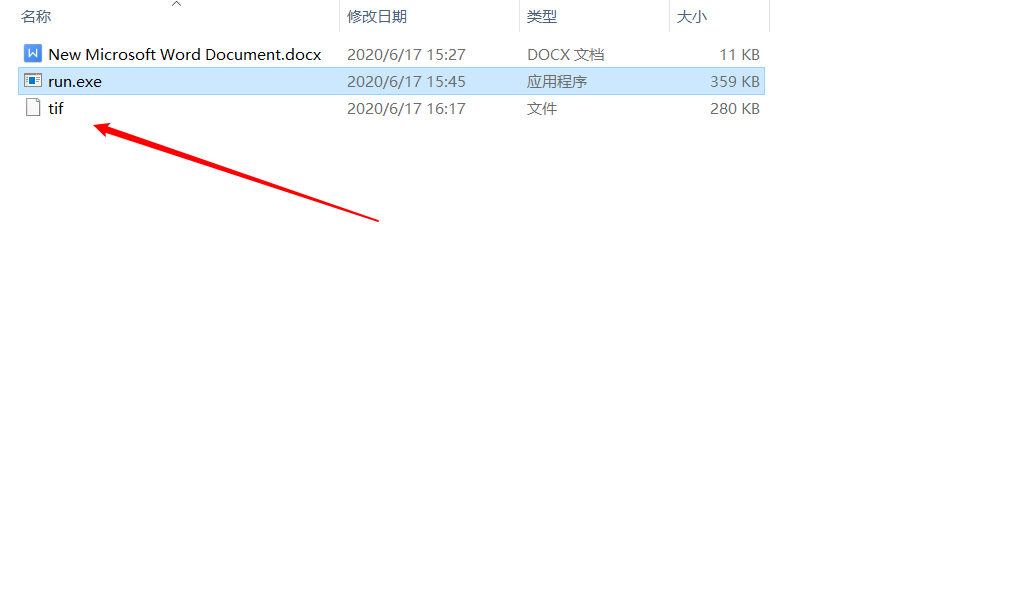 名称 修改日期 类型 大小
New Microsoft Word Document.docx 2020/6/17 15:27 DOCX 文档 11 KB
run.exe 2020/6/17 15:45 应用程序 359 KB
tif 2020/6/17 16:17 文件 280 KB